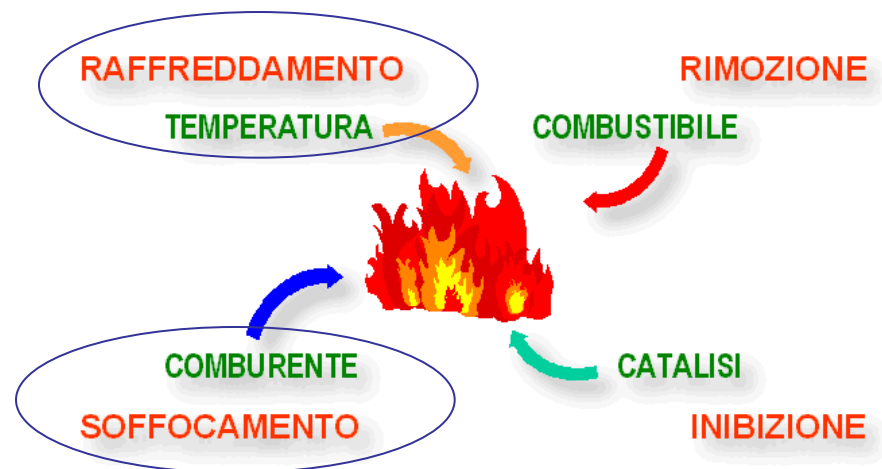 RAFFREDDAMENTO
RIMOZIONE
TEMPERATURA
COMBUSTIBILE
COMBURENTE
CATALISI
SOFFOCAMENTO
INIBIZIONE